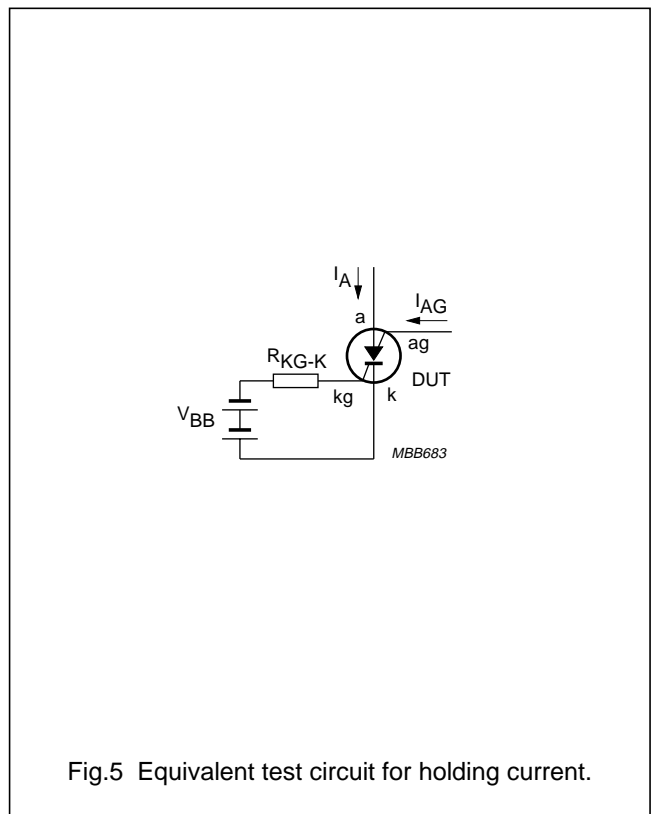 IA
IAG
a
ag
RKG-K
kg
k
DUT
VBB
MBB683
Fig.5 Equivalent test circuit for holding current.